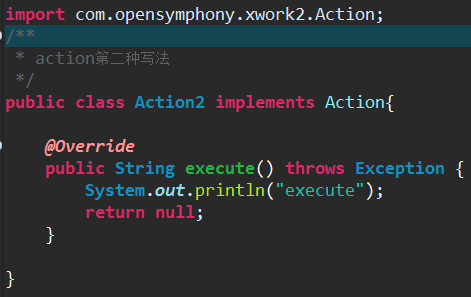 import com.opensymphony.xwork2.Action;
/**
 * action第二种写法
 */
public class Action2 implements Action{
    @Override
    public String execute() throws Exception {
        System.out.println("execute");
        return null;
    }
}